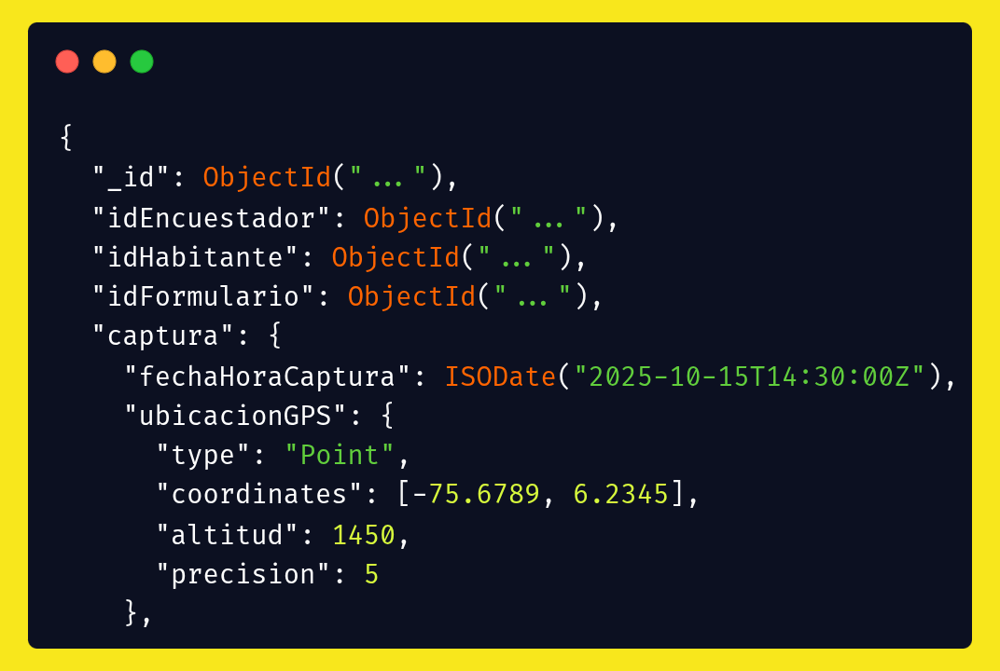 {
  "_id": ObjectId("..."),
  "idEncuestador": ObjectId("..."),
  "idHabitante": ObjectId("..."),
  "idFormulario": ObjectId("..."),
  "captura": {
    "fechaHoraCaptura": ISODate("2025-10-15T14:30:00Z"),
    "ubicacionGPS": {
      "type": "Point",
      "coordinates": [-75.6789, 6.2345],
      "altitud": 1450,
      "precision": 5
    },